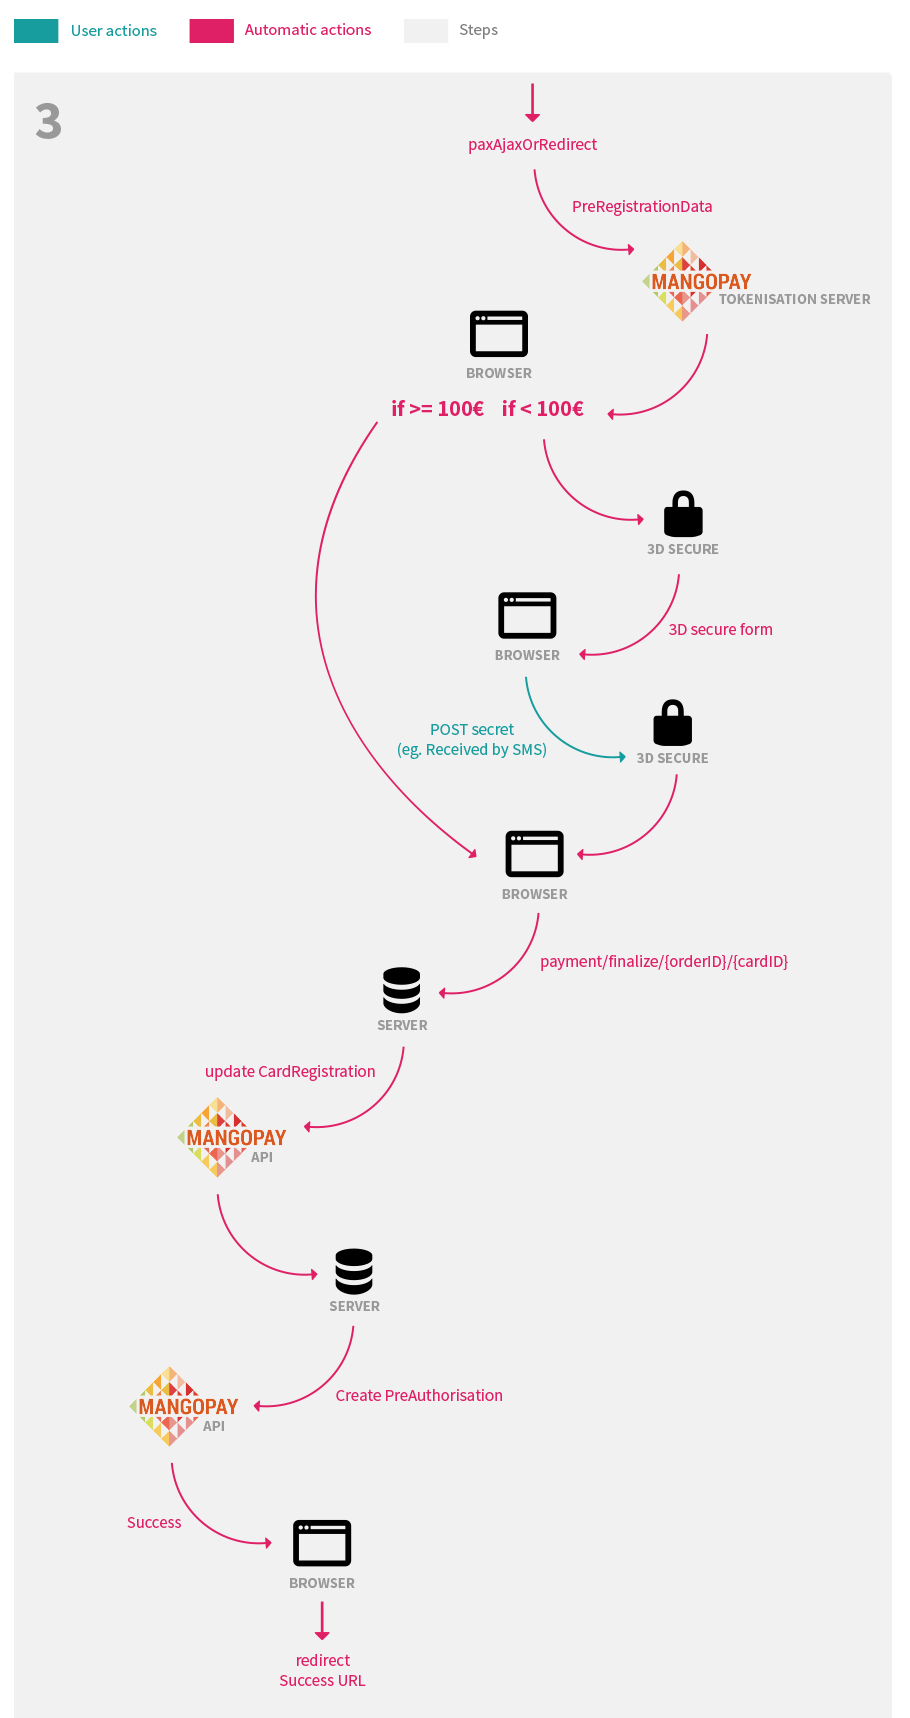 User actions
Automatic actions
Steps
3
paxAjaxOrRedirect
PreRegistrationData
MANGOPAY
TOKENISATION SERVER
BROWSER
if >= 100€ if < 100€
3D SECURE
3D secure form
BROWSER
POST secret
(eg. Received by SMS)
3D SECURE
BROWSER
payment/finalize/{orderID}/{cardID}
SERVER
update CardRegistration
MANGOPAY
API
SERVER
Create PreAuthorisation
MANGOPAY
API
Success
BROWSER
redirect
Success URL